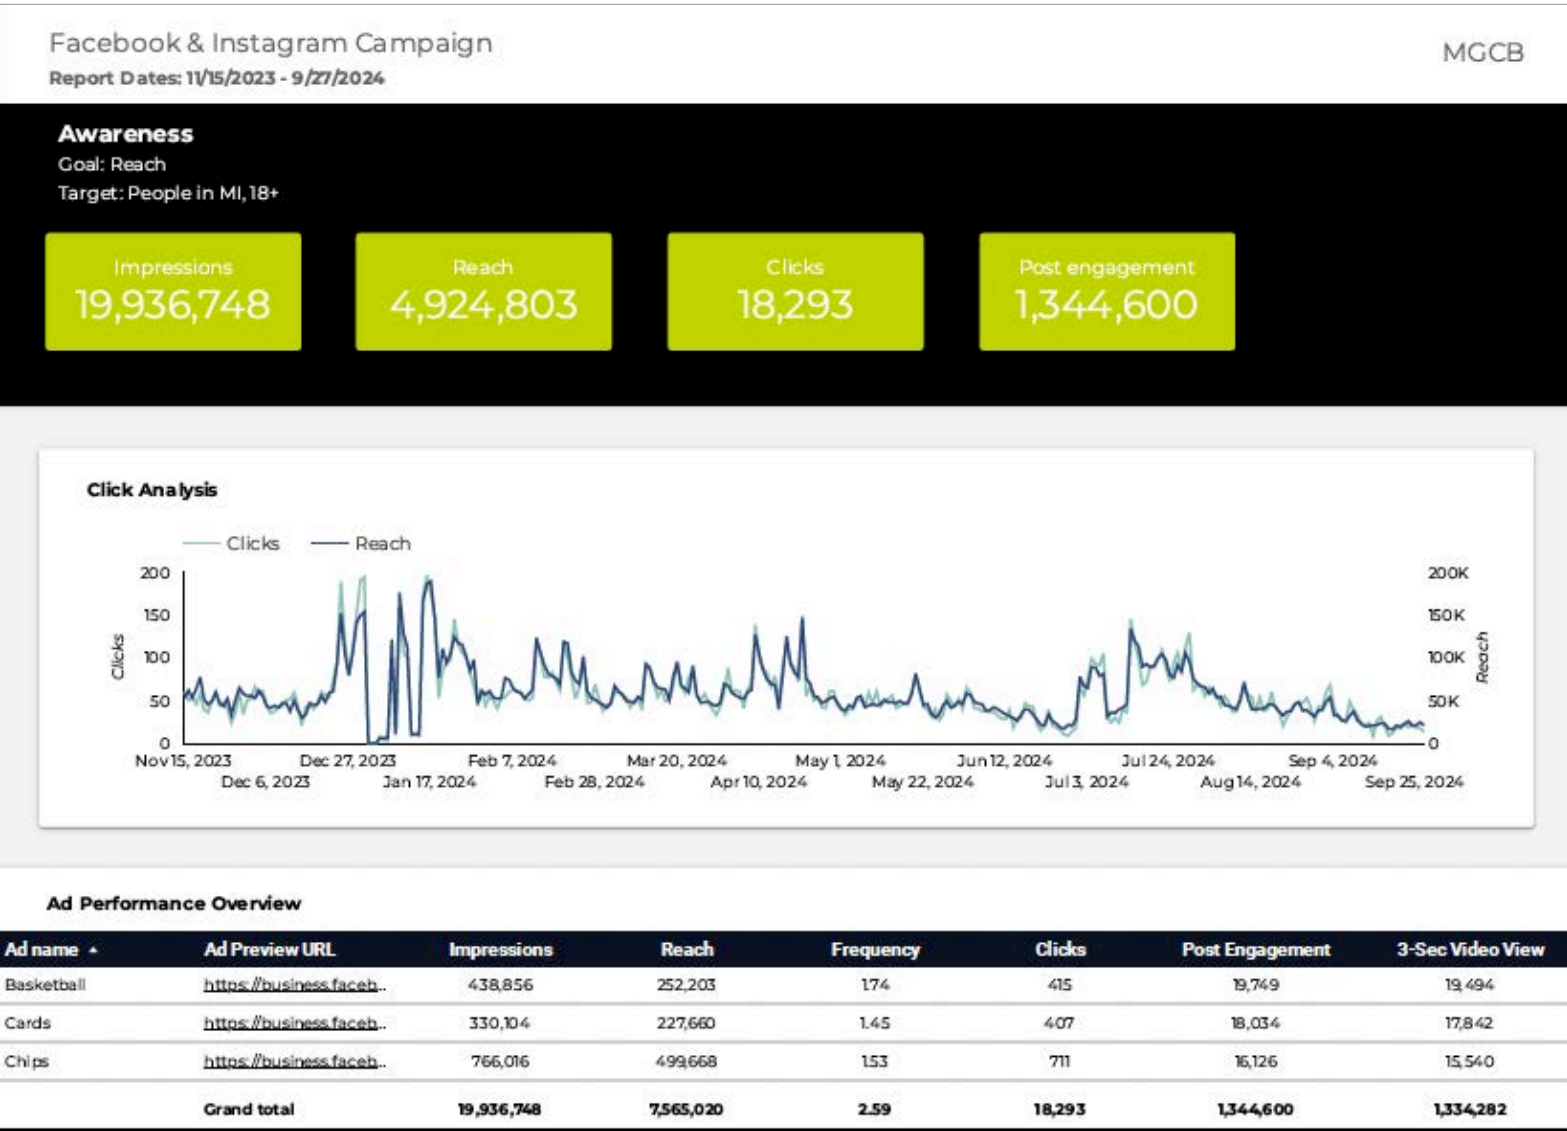 Facebook & Instagram Campaign
MGCB
Report Dates: 11/15/2023 - 9/27/2024
Awareness
Goal: Reach
Target: People in MI, 18+
Impressions Reach Clicks Post engagement
19,936,748 4,924,803 18,293 1,344,600
Click Analysis
Clicks Reach
200 200K
150 150K
100 100K
50 50K
0 0
Clicks
Reach
Nov 15, 2023 Dec 27, 2023 Feb 7, 2024 Mar 20, 2024 May 1, 2024 Jun 12, 2024 Jul 24, 2024 Sep 4, 2024
Dec 6, 2023 Jan 17, 2024 Feb 28, 2024 Apr 10, 2024 May 22, 2024 Jul 3, 2024 Aug 14, 2024 Sep 25, 2024
Ad Performance Overview
Ad name Ad Preview URL Impressions Reach Frequency Clicks Post Engagement 3-Sec Video View
Basketball https://business.faceb... 438,856 252,203 1.74 415 19,749 19,494
Cards https://business.faceb... 330,104 227,660 1.45 407 18,034 17,842
Chips https://business.faceb... 766,016 499,668 1.53 711 16,126 15,540
Grand total 19,936,748 7,565,020 2.59 18,293 1,344,600 1,334,282